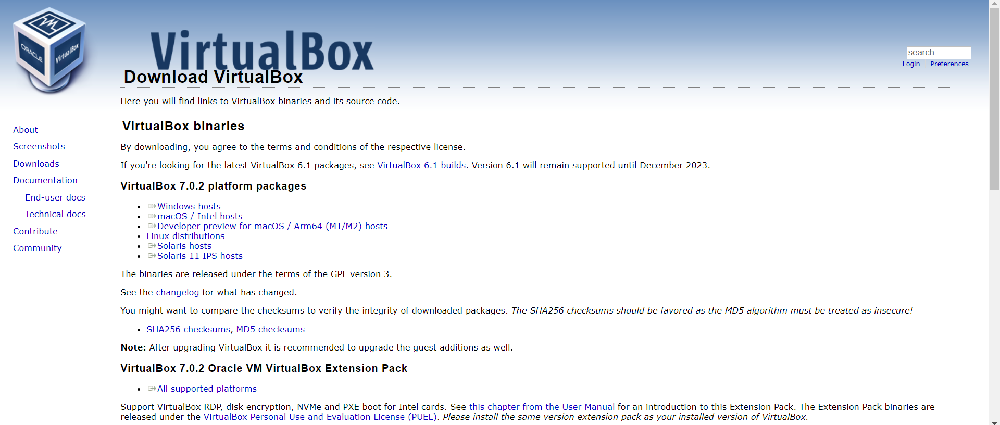 ORACLE
VirtualBox
VirtualBox
search...
Login Preferences
Download VirtualBox
Here you will find links to VirtualBox binaries and its source code.
About
Screenshots
Downloads
Documentation
End-user docs
Technical docs
Contribute
Community
VirtualBox binaries
By downloading, you agree to the terms and conditions of the respective license.
If you're looking for the latest VirtualBox 6.1 packages, see VirtualBox 6.1 builds. Version 6.1 will remain supported until December 2023.
VirtualBox 7.0.2 platform packages
Windows hosts
macOS / Intel hosts
Developer preview for macOS / Arm64 (M1/M2) hosts
Linux distributions
Solaris hosts
Solaris 11 IPS hosts
The binaries are released under the terms of the GPL version 3.
See the changelog for what has changed.
You might want to compare the checksums to verify the integrity of downloaded packages. The SHA256 checksums should be favored as the MD5 algorithm must be treated as insecure!
SHA256 checksums, MD5 checksums
Note: After upgrading VirtualBox it is recommended to upgrade the guest additions as well.
VirtualBox 7.0.2 Oracle VM VirtualBox Extension Pack
All supported platforms
Support VirtualBox RDP, disk encryption, NVMe and PXE boot for Intel cards. See this chapter from the User Manual for an introduction to this Extension Pack. The Extension Pack binaries are
released under the VirtualBox Personal Use and Evaluation License (PUEL). Please install the same version extension pack as your installed version of VirtualBox.